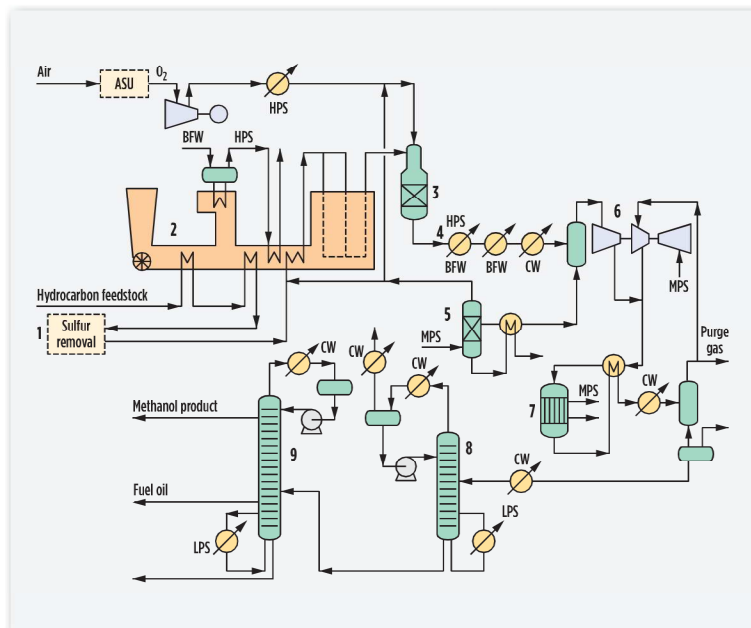 Air
ASU
O2
HPS
BFW
HPS
3
2
4
HPS
BFW
BFW
CW
6
MPS
Hydrocarbon feedstock
1
Sulfur
removal
5
MPS
M
Purge
gas
CW
CW
CW
M
MPS
CW
7
Methanol product
9
8
CW
Fuel oil
LPS
LPS